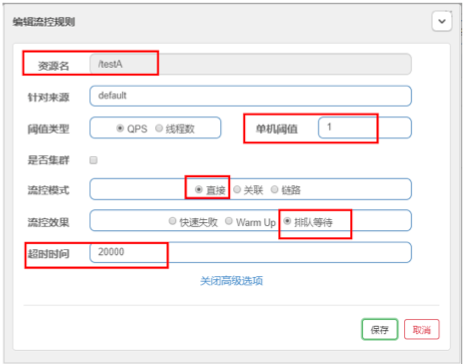 编辑流控规则
资源名 /testA
针对来源 default
阈值类型 QPS 线程数 单机阈值 1
是否集群
流控模式 直接 关联 链路
流控效果 快速失败 Warm Up 排队等待
超时时间 20000
关闭高级选项
保存 取消